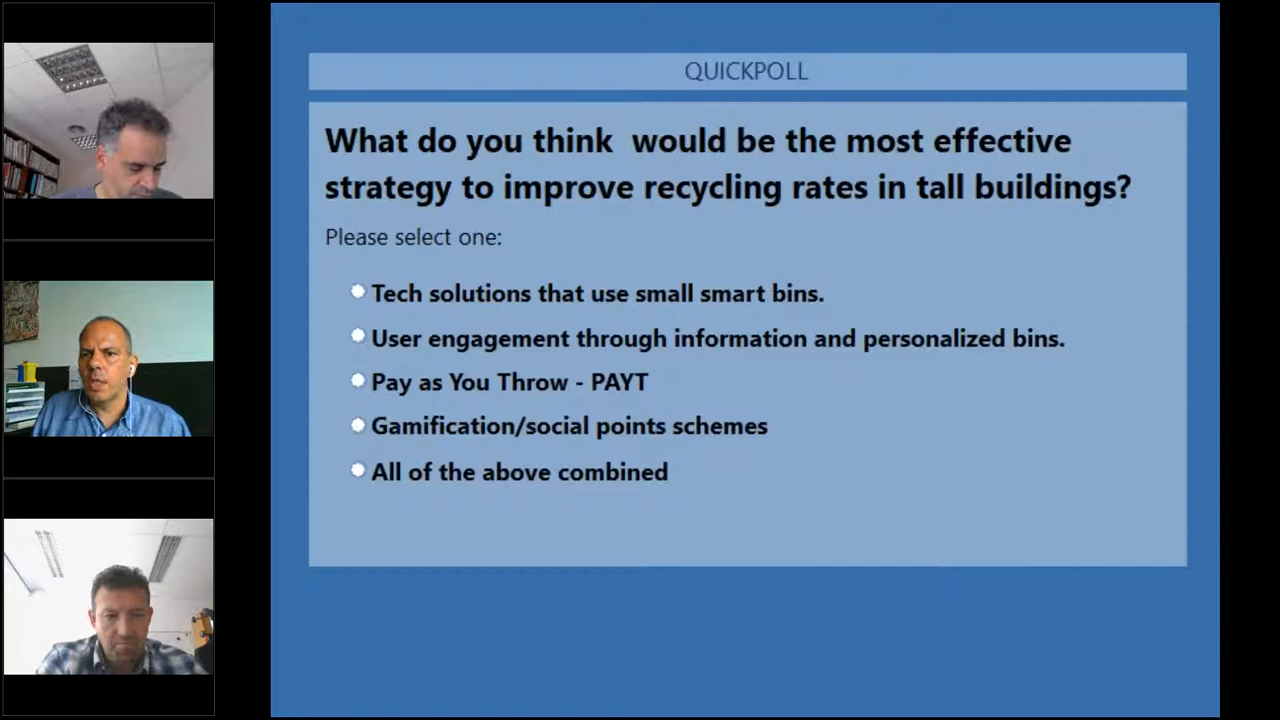 QUICKPOLL
What do you think  would be the most effective
strategy to improve recycling rates in tall buildings?
Please select one:
Tech solutions that use small smart bins.
User engagement through information and personalized bins.
Pay as You Throw - PAYT
Gamification/social points schemes
All of the above combined